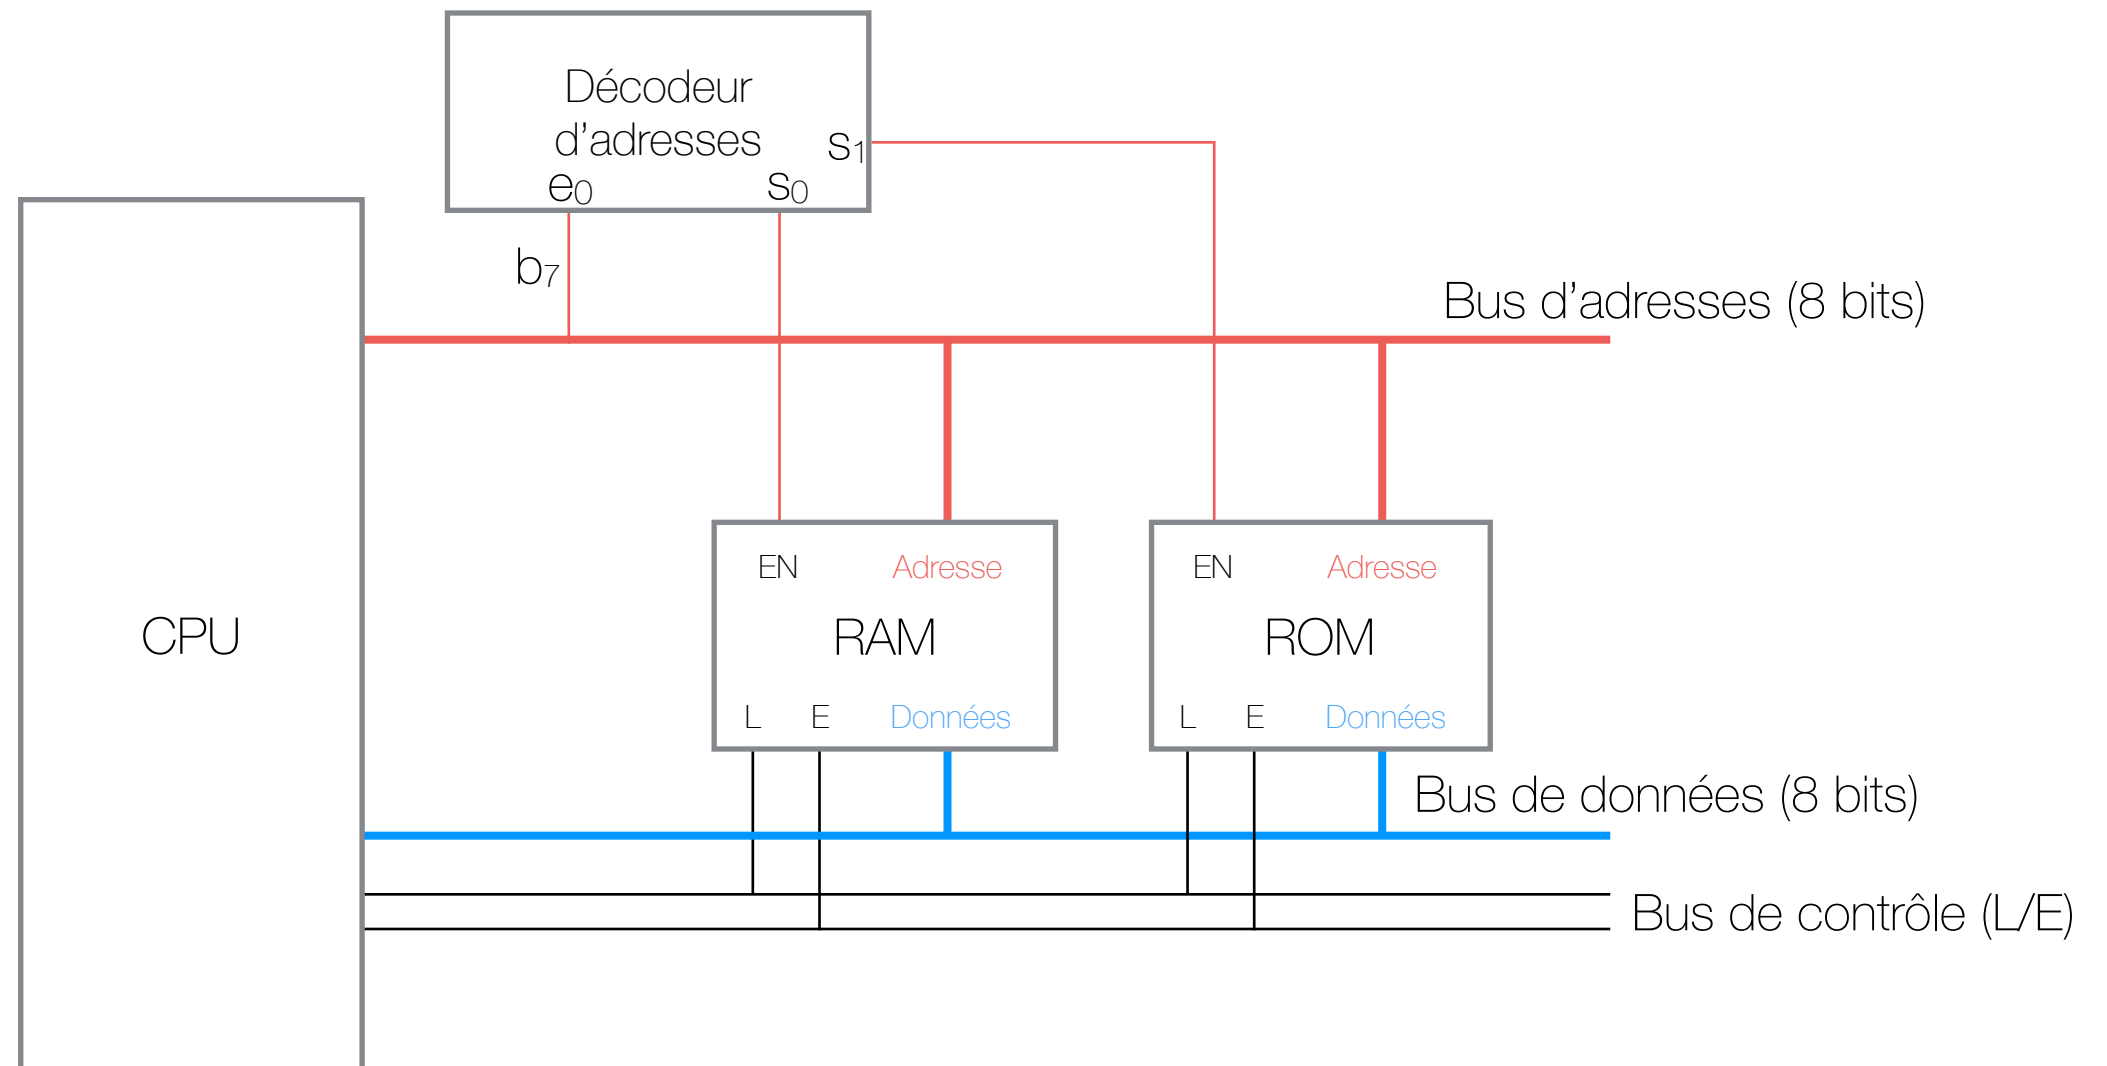 Décodeur
d’adresses
s1
e0
s0
b7
Bus d’adresses (8 bits)
EN
Adresse
EN
Adresse
CPU
RAM
ROM
L
E
Données
L
E
Données
Bus de données (8 bits)
Bus de contrôle (L/E)